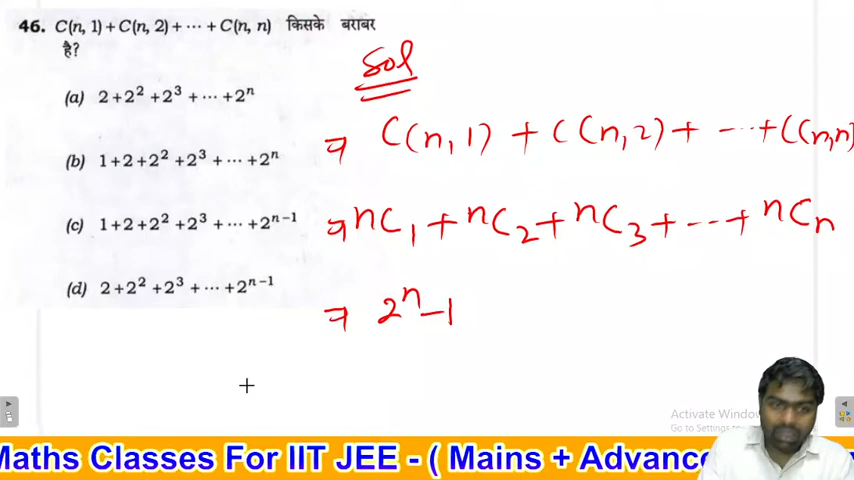 46. C(n, 1) + C(n, 2) + ⋯ + C(n, n) किसके बराबर
है?
(a) 2 + 2² + 2³ + ⋯ + 2ⁿ
(b) 1 + 2 + 2² + 2³ + ⋯ + 2ⁿ
(c) 1 + 2 + 2² + 2³ + ⋯ + 2ⁿ⁻¹
(d) 2 + 2² + 2³ + ⋯ + 2ⁿ⁻¹
Sol
⇒ C(n, 1) + C(n, 2) + ⋯ + C(n, n)
⇒ nC₁ + nC₂ + nC₃ + ⋯ + nCₙ
⇒ 2ⁿ – 1
Activate Window
Go to Settings to
Maths Classes For IIT JEE - ( Mains + Advance